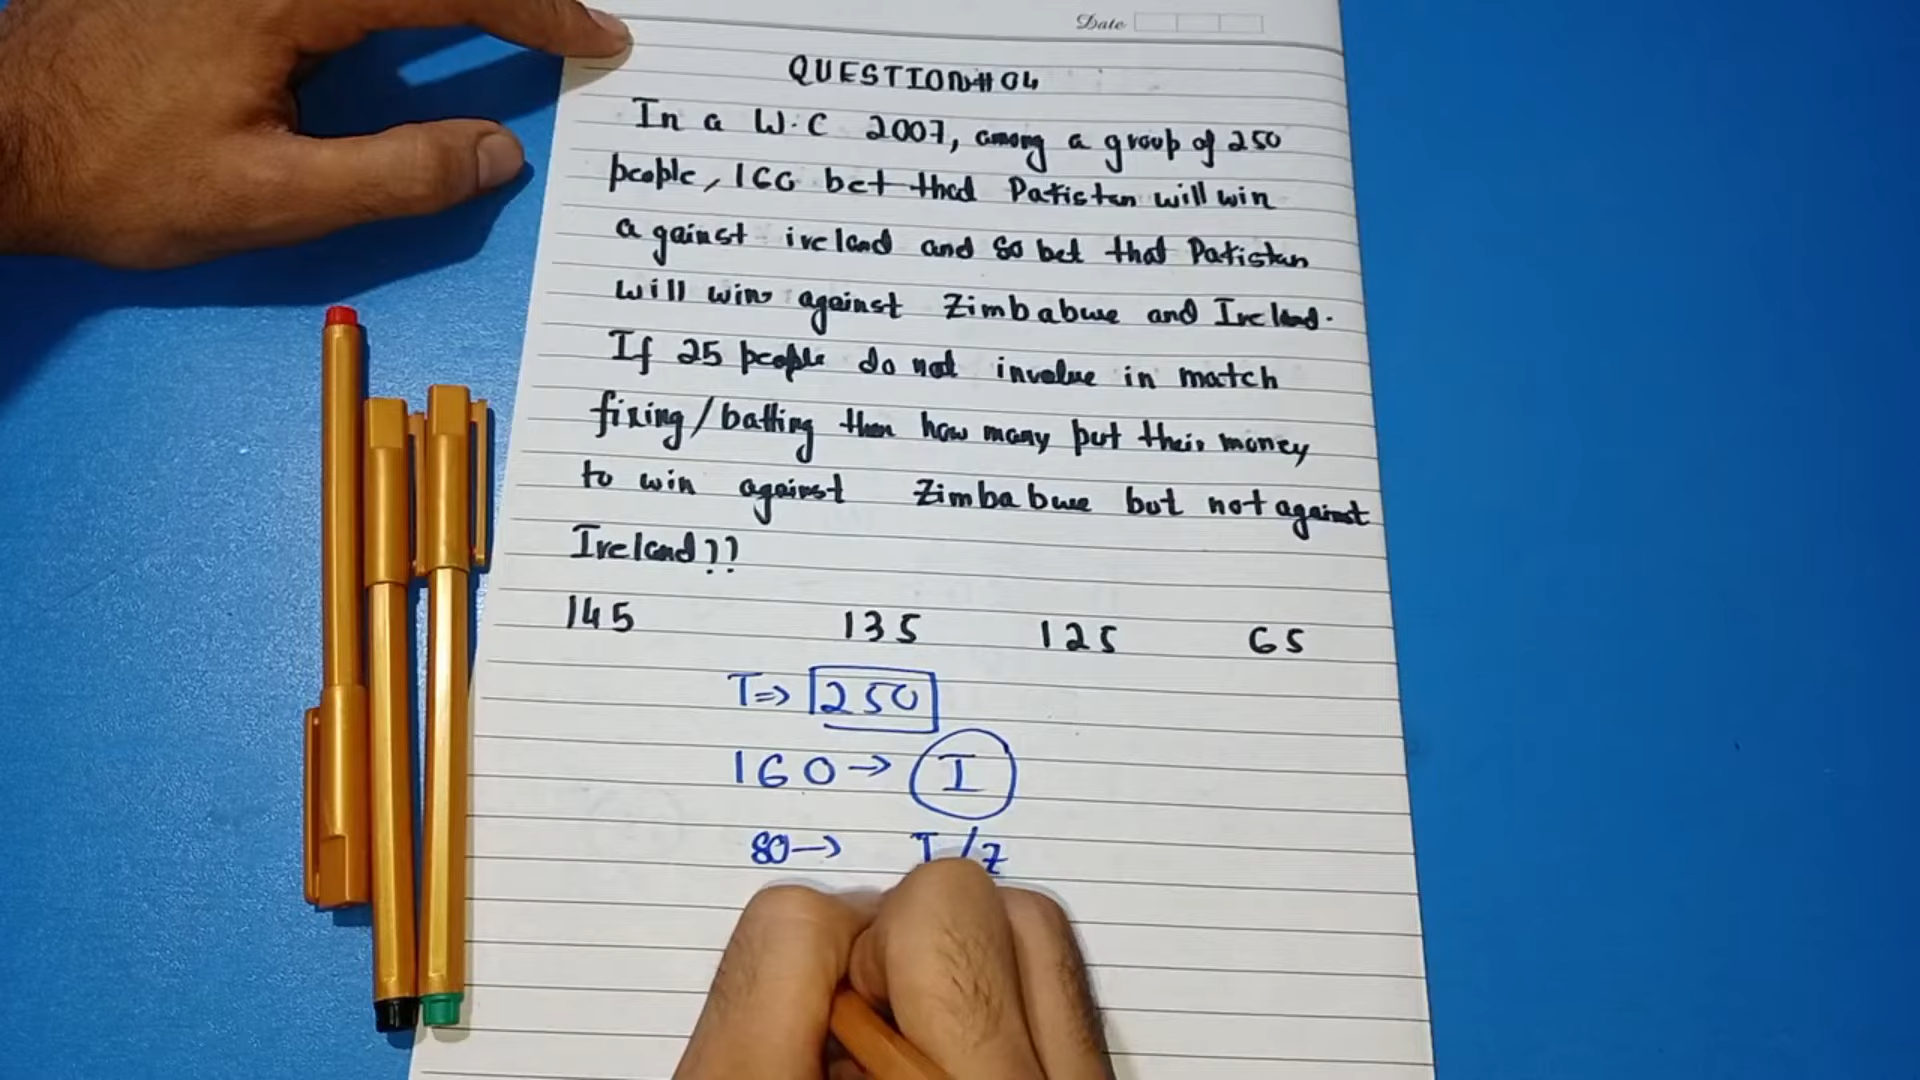 Date
QUESTION#04
In a W.C 2007, among a group of 250
people, 160 bet that Pakistan will win
against ireland and 80 bet that Pakistan
will win against Zimbabwe and Ireland.
If 25 people do not involue in match
fixing/batting then how many put their money
to win against Zimbabwe but not against
Ireland??
145 135 125 65
T=> 250
160→ I
80→ I/Z